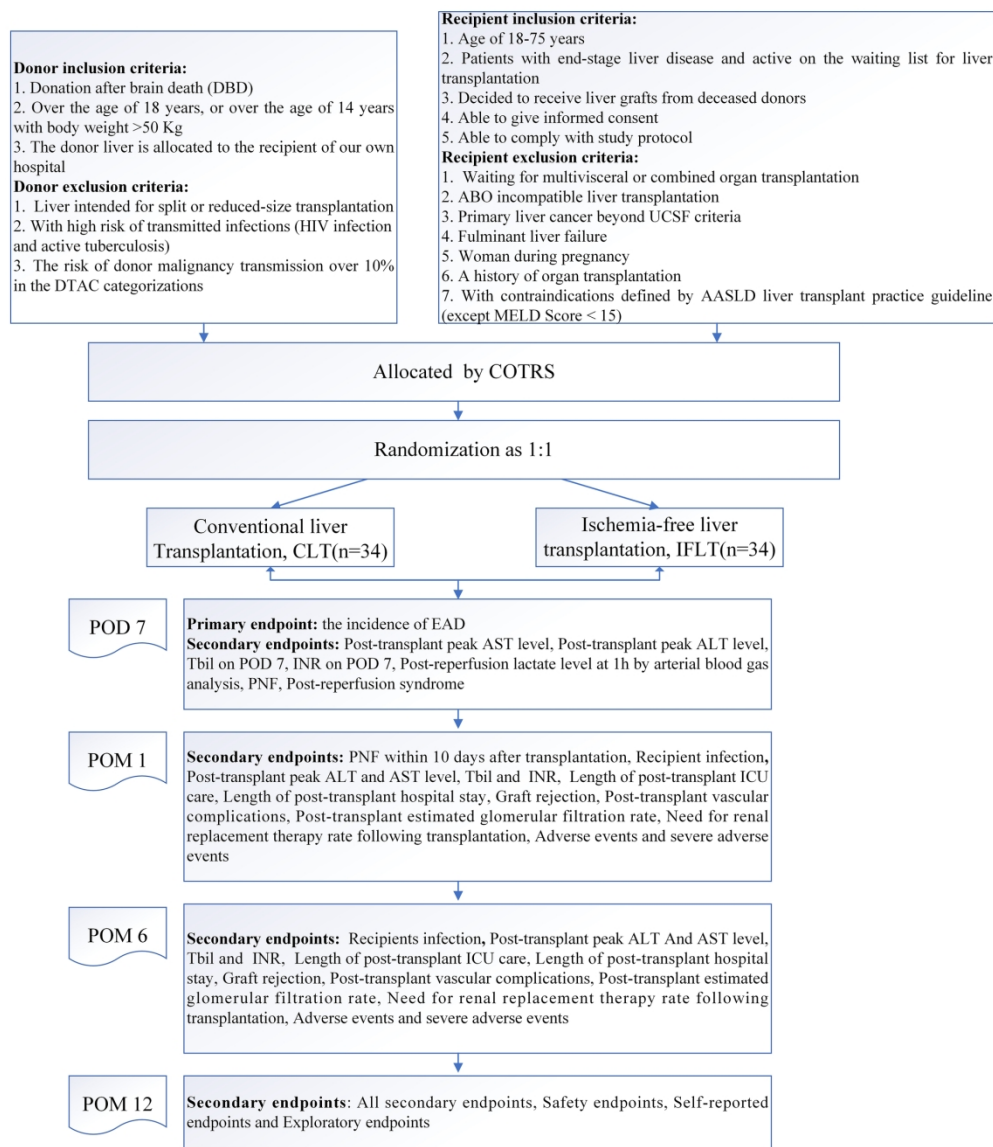 Donor inclusion criteria:
1. Donation after brain death (DBD)
2. Over the age of 18 years, or over the age of 14 years
with body weight >50 Kg
3. The donor liver is allocated to the recipient of our own
hospital
Donor exclusion criteria:
1. Liver intended for split or reduced-size transplantation
2. With high risk of transmitted infections (HIV infection
and active tuberculosis)
3. The risk of donor malignancy transmission over 10%
in the DTAC categorizations
Recipient inclusion criteria:
1. Age of 18-75 years
2. Patients with end-stage liver disease and active on the waiting list for liver
transplantation
3. Decided to receive liver grafts from deceased donors
4. Able to give informed consent
5. Able to comply with study protocol
Recipient exclusion criteria:
1. Waiting for multivisceral or combined organ transplantation
2. ABO incompatible liver transplantation
3. Primary liver cancer beyond UCSF criteria
4. Fulminant liver failure
5. Woman during pregnancy
6. A history of organ transplantation
7. With contraindications defined by AASLD liver transplant practice guideline
(except MELD Score < 15)
Allocated by COTRS
Randomization as 1:1
Conventional liver
Transplantation, CLT(n=34)
Ischemia-free liver
transplantation, IFLT(n=34)
POD 7
Primary endpoint: the incidence of EAD
Secondary endpoints: Post-transplant peak AST level, Post-transplant peak ALT level,
Tbil on POD 7, INR on POD 7, Post-reperfusion lactate level at 1h by arterial blood gas
analysis, PNF, Post-reperfusion syndrome
POM 1
Secondary endpoints: PNF within 10 days after transplantation, Recipient infection,
Post-transplant peak ALT and AST level, Tbil and INR, Length of post-transplant ICU
care, Length of post-transplant hospital stay, Graft rejection, Post-transplant vascular
complications, Post-transplant estimated glomerular filtration rate, Need for renal
replacement therapy rate following transplantation, Adverse events and severe adverse
events
POM 6
Secondary endpoints: Recipients infection, Post-transplant peak ALT And AST level,
Tbil and INR, Length of post-transplant ICU care, Length of post-transplant hospital
stay, Graft rejection, Post-transplant vascular complications, Post-transplant estimated
glomerular filtration rate, Need for renal replacement therapy rate following
transplantation, Adverse events and severe adverse events
POM 12
Secondary endpoints: All secondary endpoints, Safety endpoints, Self-reported
endpoints and Exploratory endpoints